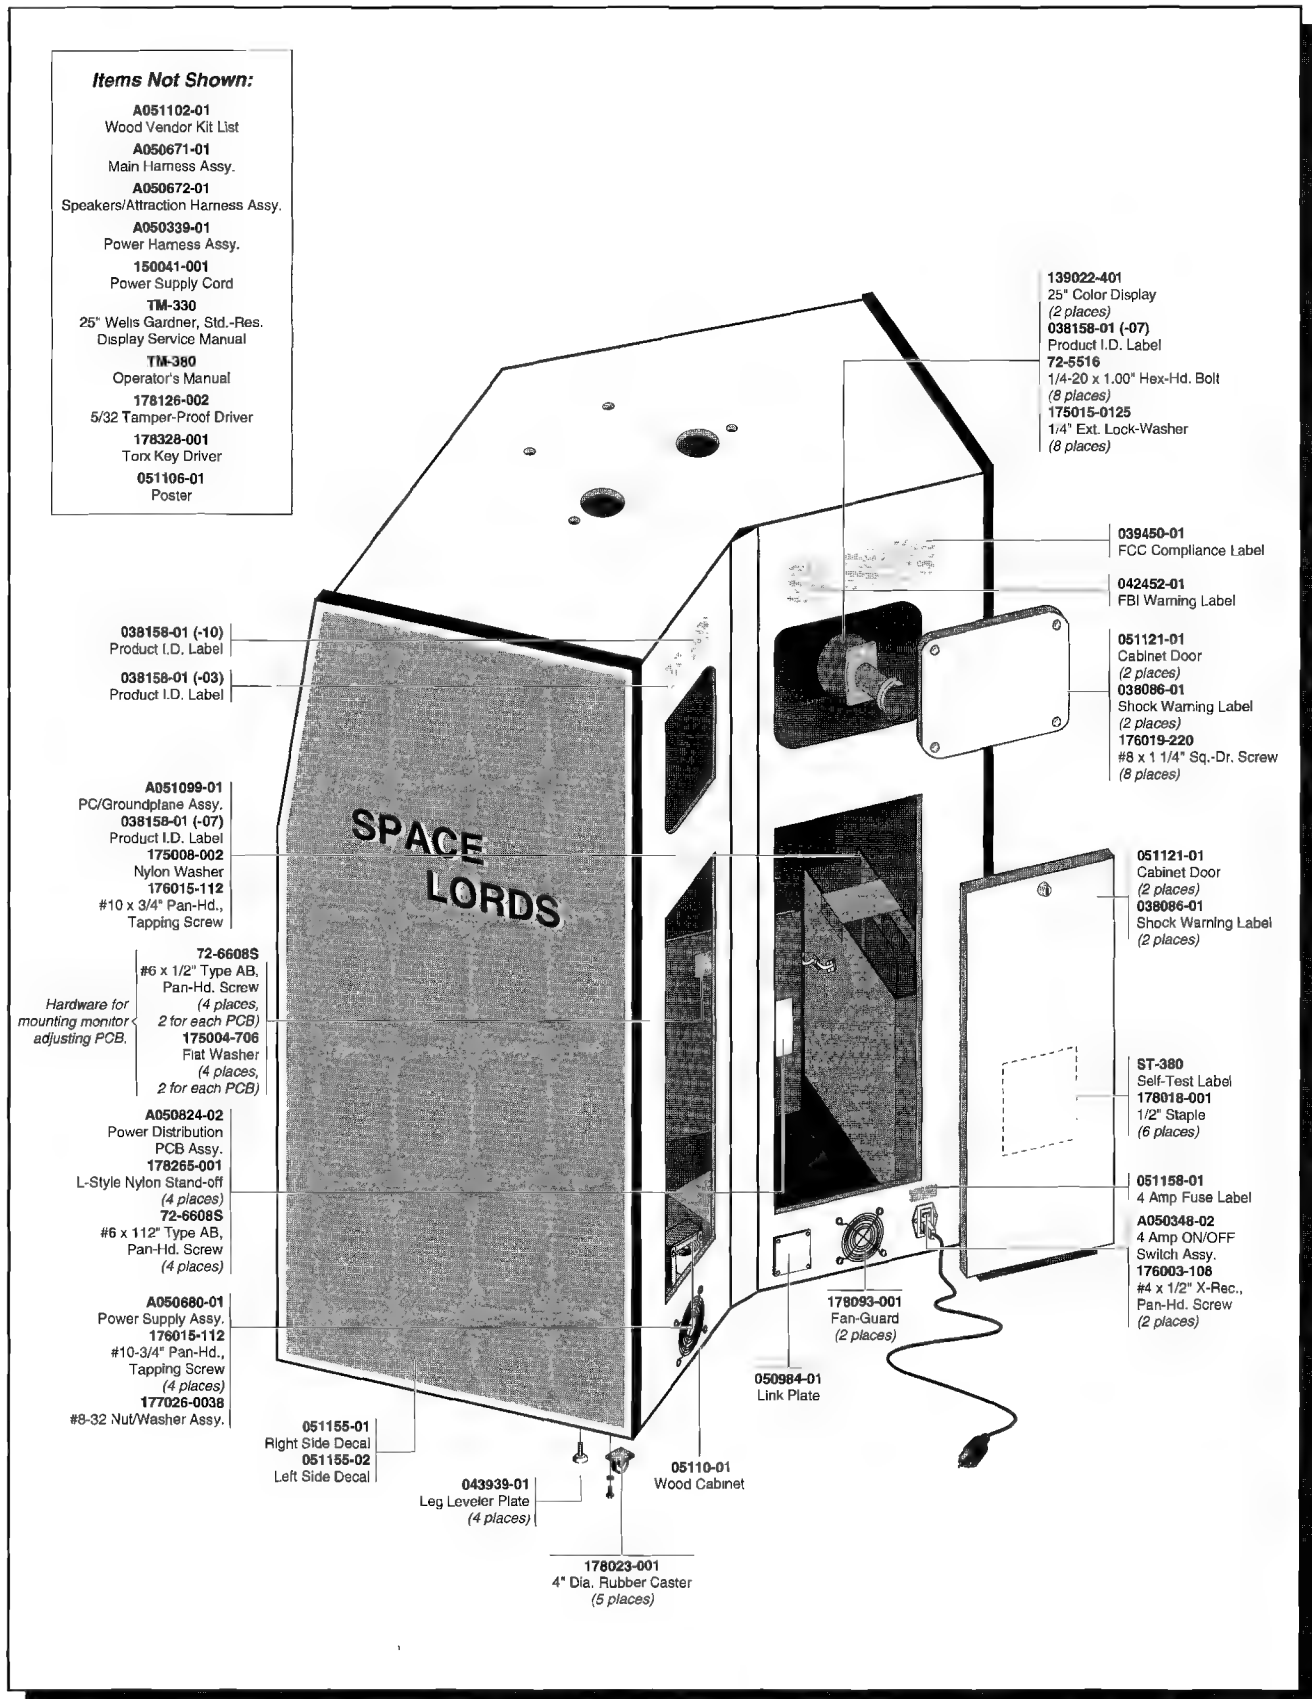 Items Not Shown:
A051102-01
Wood Vendor Kit List
A050671-01
Main Harness Assy.
A050672-01
Speakers/Attraction Harness Assy.
A050339-01
Power Harness Assy.
150041-001
Power Supply Cord
TM-330
25" Wells Gardner, Std.-Res.
Display Service Manual
TM-380
Operator's Manual
178126-002
5/32 Tamper-Proof Driver
178328-001
Torx Key Driver
051106-01
Poster
139022-401
25" Color Display
(2 places)
038158-01 (-07)
Product I.D. Label
72-5516
1/4-20 x 1.00" Hex-Hd. Bolt
(8 places)
175015-0125
1/4" Ext. Lock-Washer
(8 places)
039450-01
FCC Compliance Label
042452-01
FBI Warning Label
051121-01
Cabinet Door
(2 places)
038086-01
Shock Warning Label
(2 places)
176019-220
#8 x 1 1/4" Sq.-Dr. Screw
(8 places)
051121-01
Cabinet Door
(2 places)
038086-01
Shock Warning Label
(2 places)
ST-380
Self-Test Label
178018-001
1/2" Staple
(6 places)
051158-01
4 Amp Fuse Label
A050348-02
4 Amp ON/OFF
Switch Assy.
176003-108
#4 x 1/2" X-Rec.,
Pan-Hd. Screw
(2 places)
038158-01 (-10)
Product I.D. Label
038158-01 (-03)
Product I.D. Label
A051099-01
PC/Groundplane Assy.
038158-01 (-07)
Product I.D. Label
175008-002
Nylon Washer
176015-112
#10 x 3/4" Pan-Hd.,
Tapping Screw
72-6608S
#6 x 1/2" Type AB,
Pan-Hd. Screw
(4 places,
2 for each PCB)
175004-706
Flat Washer
(4 places,
2 for each PCB)
Hardware for
mounting monitor
adjusting PCB.
A050824-02
Power Distribution
PCB Assy.
178265-001
L-Style Nylon Stand-off
(4 places)
72-6608S
#6 x 112" Type AB,
Pan-Hd. Screw
(4 places)
A050680-01
Power Supply Assy.
176015-112
#10-3/4" Pan-Hd.,
Tapping Screw
(4 places)
177026-0038
#8-32 Nut/Washer Assy.
SPACE
LORDS
051155-01
Right Side Decal
051155-02
Left Side Decal
043939-01
Leg Leveler Plate
(4 places)
178023-001
4" Dia. Rubber Caster
(5 places)
05110-01
Wood Cabinet
050984-01
Link Plate
178093-001
Fan-Guard
(2 places)